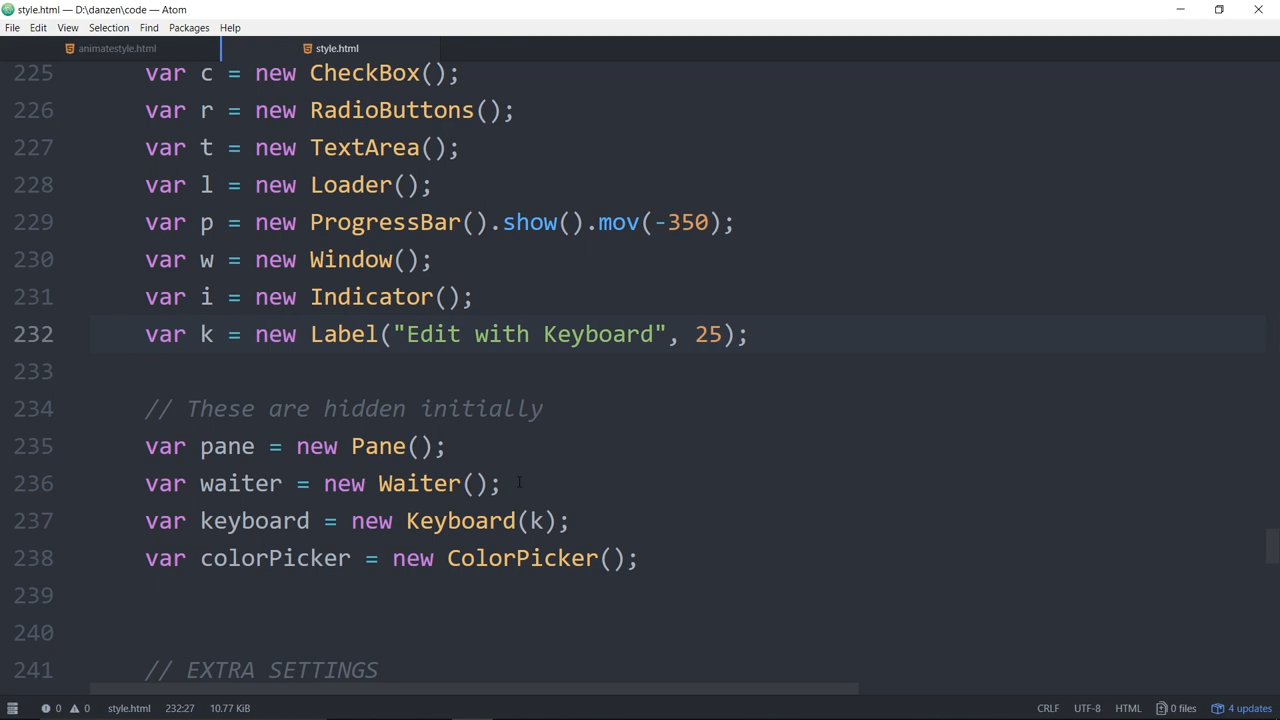 style.html — D:\danzen\code — Atom
File Edit View Selection Find Packages Help
animatestyle.html style.html
225 var c = new CheckBox();
226 var r = new RadioButtons();
227 var t = new TextArea();
228 var l = new Loader();
229 var p = new ProgressBar().show().mov(-350);
230 var w = new Window();
231 var i = new Indicator();
232 var k = new Label("Edit with Keyboard", 25);
233
234 // These are hidden initially
235 var pane = new Pane();
236 var waiter = new Waiter();
237 var keyboard = new Keyboard(k);
238 var colorPicker = new ColorPicker();
239
240
241 // EXTRA SETTINGS
0 0 style.html 232:27 10.77 KiB CRLF UTF-8 HTML 0 files 4 updates